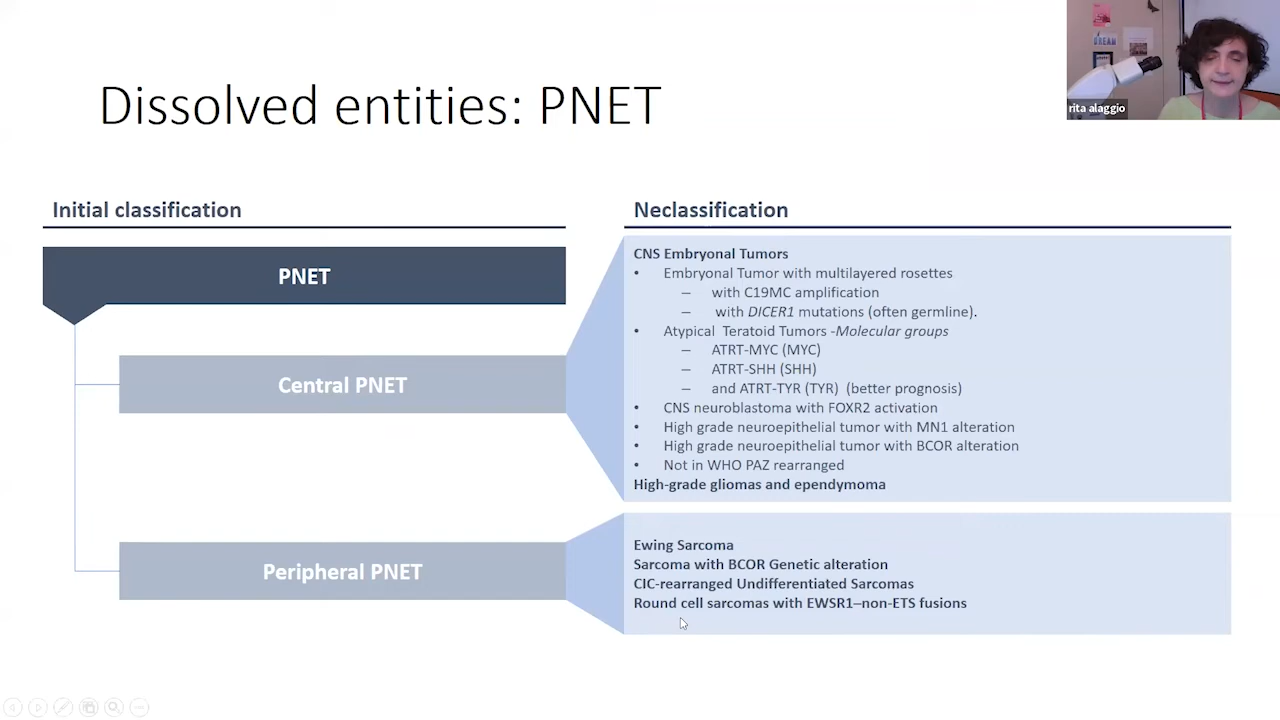 DREAM
rita alaggio
Dissolved entities: PNET
Initial classification
PNET
Central PNET
Peripheral PNET
Neclassification
CNS Embryonal Tumors
• Embryonal Tumor with multilayered rosettes
– with C19MC amplification
– with DICER1 mutations (often germline).
• Atypical Teratoid Tumors -Molecular groups
– ATRT-MYC (MYC)
– ATRT-SHH (SHH)
– and ATRT-TYR (TYR) (better prognosis)
• CNS neuroblastoma with FOXR2 activation
• High grade neuroepithelial tumor with MN1 alteration
• High grade neuroepithelial tumor with BCOR alteration
• Not in WHO PAZ rearranged
High-grade gliomas and ependymoma
Ewing Sarcoma
Sarcoma with BCOR Genetic alteration
CIC-rearranged Undifferentiated Sarcomas
Round cell sarcomas with EWSR1–non-ETS fusions